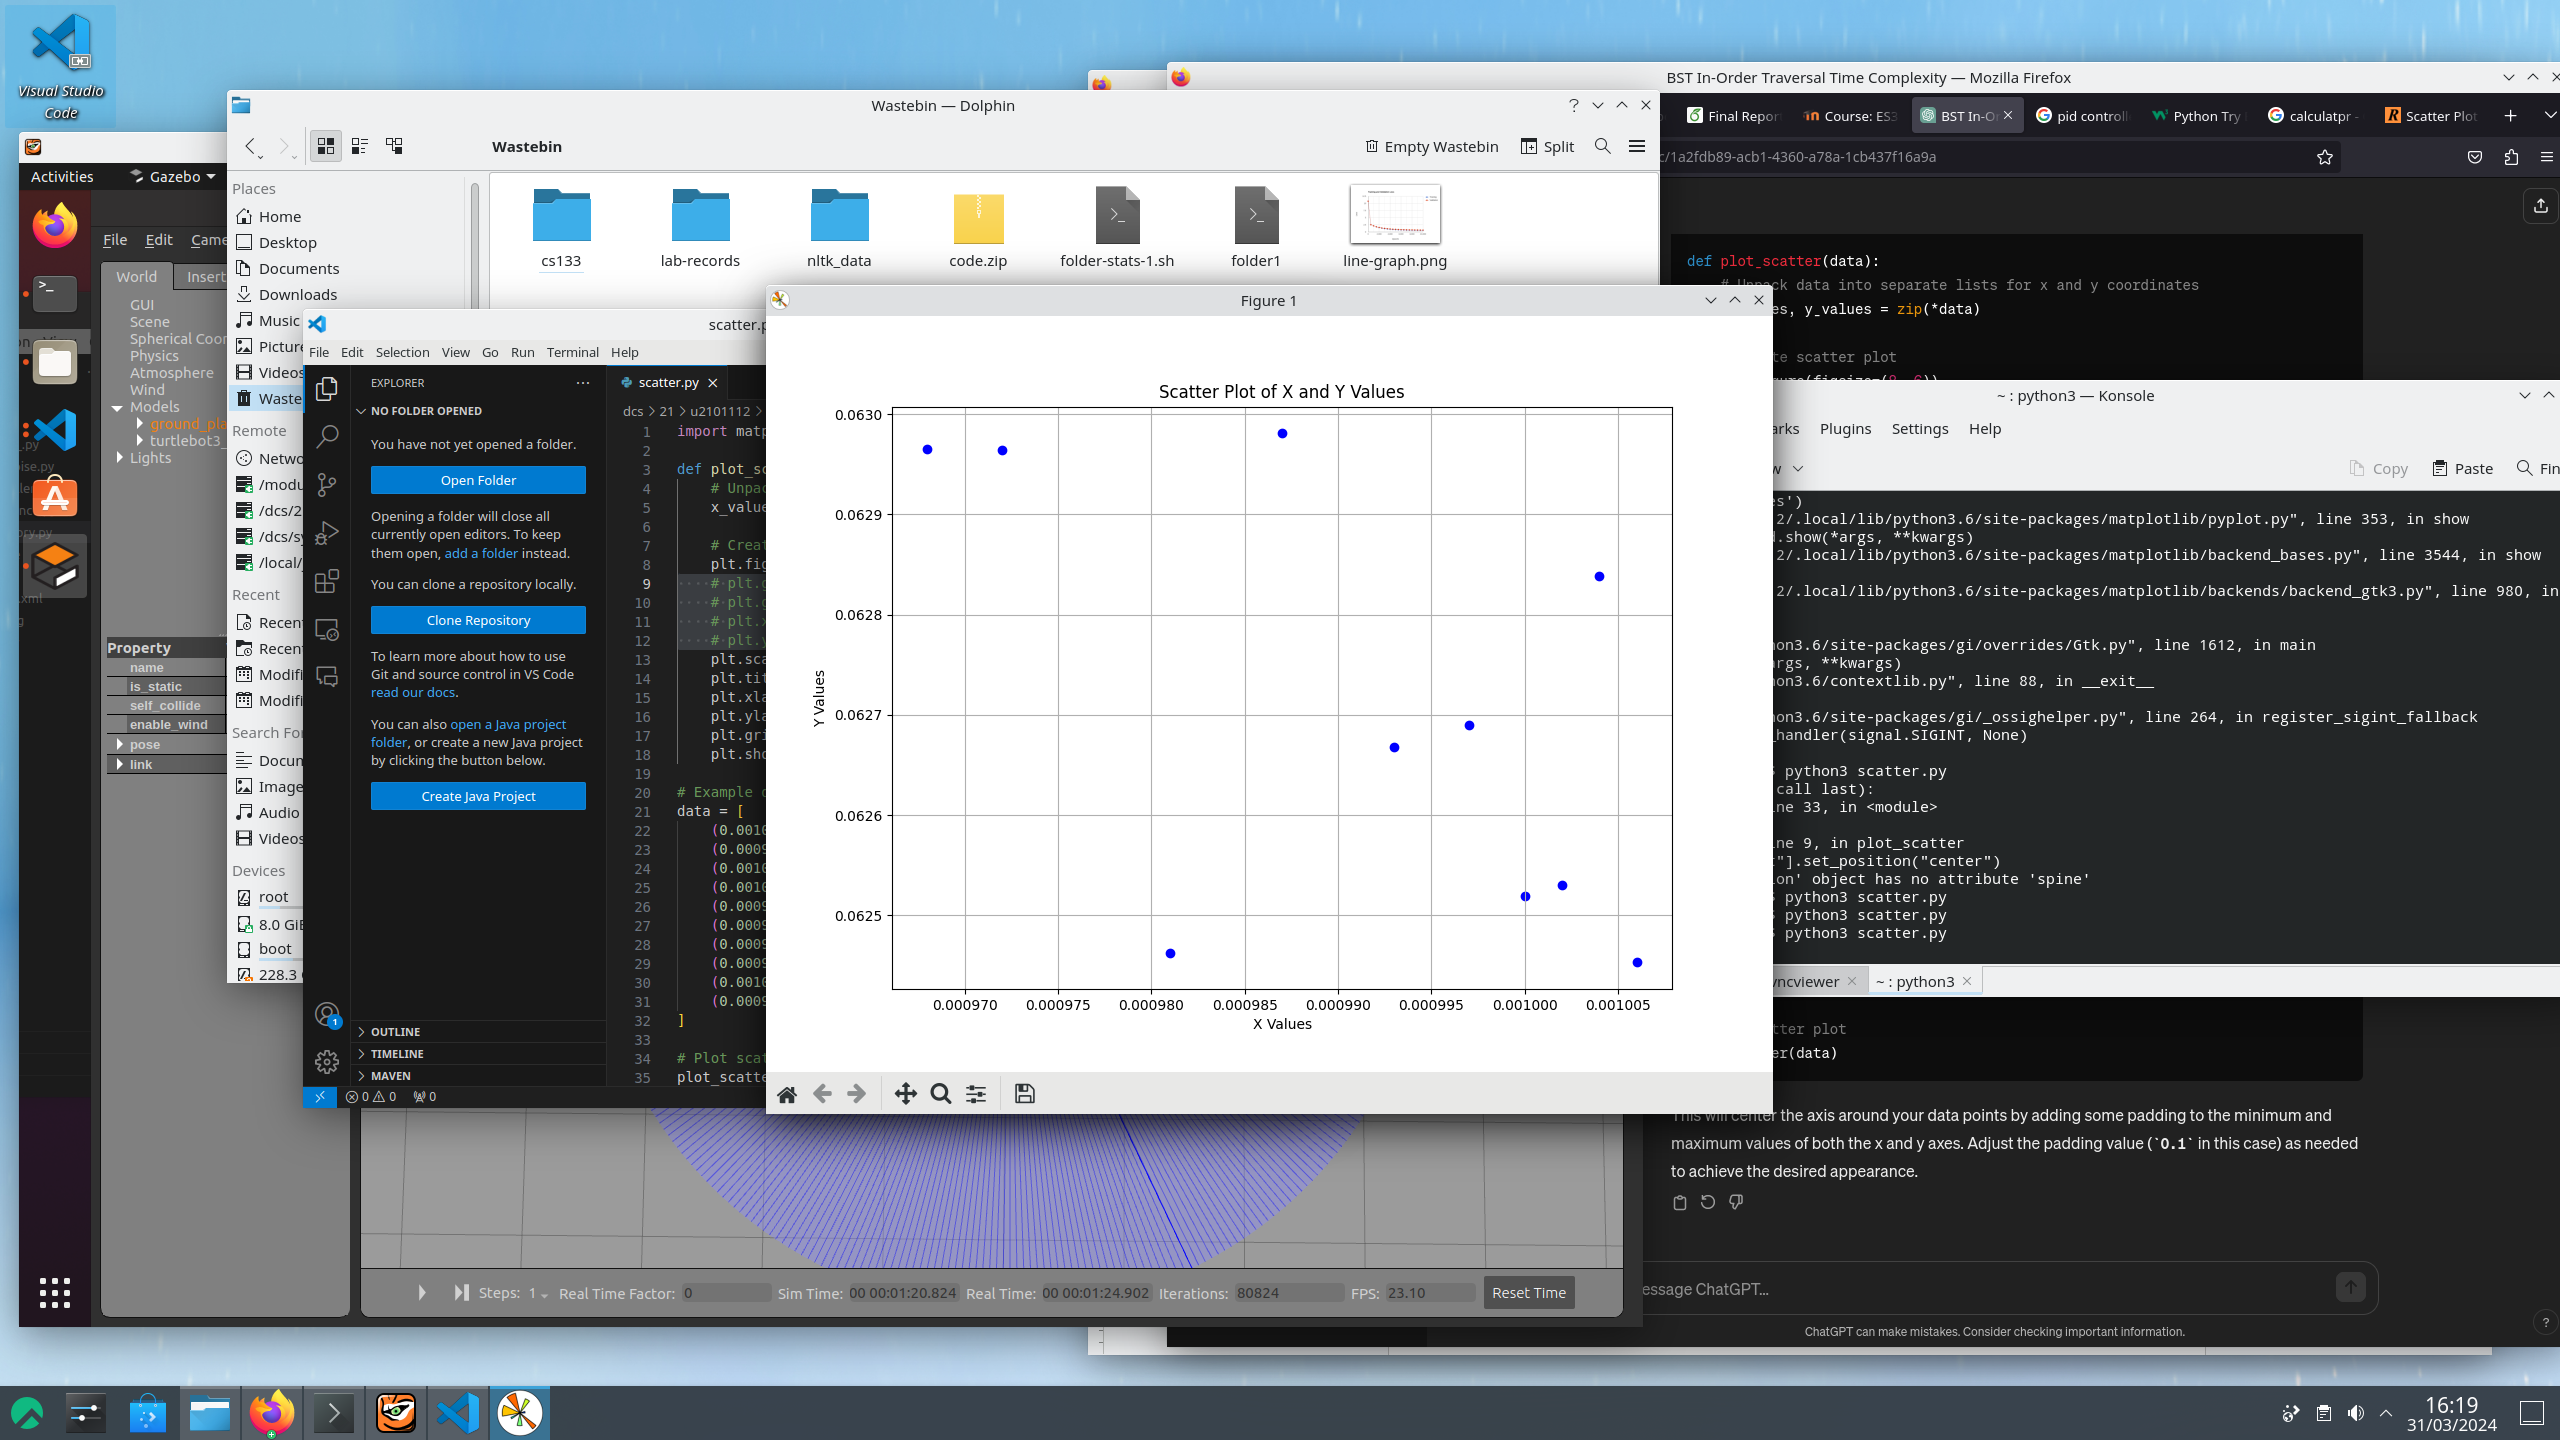 Visual Studio
Code
BST In-Order Traversal Time Complexity — Mozilla Firefox
Wastebin — Dolphin
Final Repor
Course: ES3
BST In-O
pid controll
Python Try
calculatpr -
Scatter Plot
Wastebin
Empty Wastebin
Split
c/1a2fdb89-acb1-4360-a78a-1cb437f16a9a
Activities
Gazebo
File
Edit
Came
World
Insert
GUI
Scene
Spherical Coor
Physics
Atmosphere
Wind
Models
ground_pla
turtlebot3_
Lights
Property
name
is_static
self_collide
enable_wind
pose
link
Places
Home
Desktop
Documents
Downloads
Music
Picture
Videos
Waste
Remote
Netwo
/modu
/dcs/2
/dcs/sy
/local/
Recent
Recen
Recen
Modifi
Modifi
Search For
Docum
Image
Audio
Videos
Devices
root
8.0 GiB
boot
228.3
cs133
lab-records
nltk_data
code.zip
folder-stats-1.sh
folder1
line-graph.png
def plot_scatter(data):
# Unpack data into separate lists for x and y coordinates
es, y_values = zip(*data)
te scatter plot
scatter.p
File Edit Selection View Go Run Terminal Help
EXPLORER
NO FOLDER OPENED
You have not yet opened a folder.
Open Folder
Opening a folder will close all
currently open editors. To keep
them open, add a folder instead.
You can clone a repository locally.
Clone Repository
To learn more about how to use
Git and source control in VS Code
read our docs.
You can also open a Java project
folder, or create a new Java project
by clicking the button below.
Create Java Project
OUTLINE
TIMELINE
MAVEN
0 0
0
scatter.py
dcs > 21 > u2101112 >
1 import matp
2
3 def plot_sc
4 # Unpac
5 x_value
6
7 # Creat
8 plt.fig
9 # plt.g
10 # plt.g
11 # plt.x
12 # plt.y
13 plt.sca
14 plt.tit
15 plt.xla
16 plt.yla
17 plt.gri
18 plt.sho
19
20 # Example d
21 data = [
22 (0.0010
23 (0.0009
24 (0.0010
25 (0.0010
26 (0.0009
27 (0.0009
28 (0.0009
29 (0.0009
30 (0.0010
31 (0.0009
32 ]
33
34 # Plot scat
35 plot_scatte
Figure 1
Scatter Plot of X and Y Values
0.0630
0.0629
0.0628
0.0627
0.0626
0.0625
Y Values
0.000970 0.000975 0.000980 0.000985 0.000990 0.000995 0.001000 0.001005
X Values
~ : python3 — Konsole
arks Plugins Settings Help
w
Copy
Paste
Fin
es')
2/.local/lib/python3.6/site-packages/matplotlib/pyplot.py", line 353, in show
d.show(*args, **kwargs)
2/.local/lib/python3.6/site-packages/matplotlib/backend_bases.py", line 3544, in show
2/.local/lib/python3.6/site-packages/matplotlib/backends/backend_gtk3.py", line 980, in
hon3.6/site-packages/gi/overrides/Gtk.py", line 1612, in main
args, **kwargs)
hon3.6/contextlib.py", line 88, in __exit__
hon3.6/site-packages/gi/_ossighelper.py", line 264, in register_sigint_fallback
_handler(signal.SIGINT, None)
$ python3 scatter.py
call last):
ine 33, in <module>
ine 9, in plot_scatter
t"].set_position("center")
on' object has no attribute 'spine'
$ python3 scatter.py
$ python3 scatter.py
$ python3 scatter.py
vncviewer
~ : python3
tter plot
er(data)
This will center the axis around your data points by adding some padding to the minimum and
maximum values of both the x and y axes. Adjust the padding value (`0.1` in this case) as needed
to achieve the desired appearance.
essage ChatGPT...
ChatGPT can make mistakes. Consider checking important information.
?
Steps: 1
Real Time Factor: 0
Sim Time: 00 00:01:20.824
Real Time: 00 00:01:24.902
Iterations: 80824
FPS: 23.10
Reset Time
16:19
31/03/2024